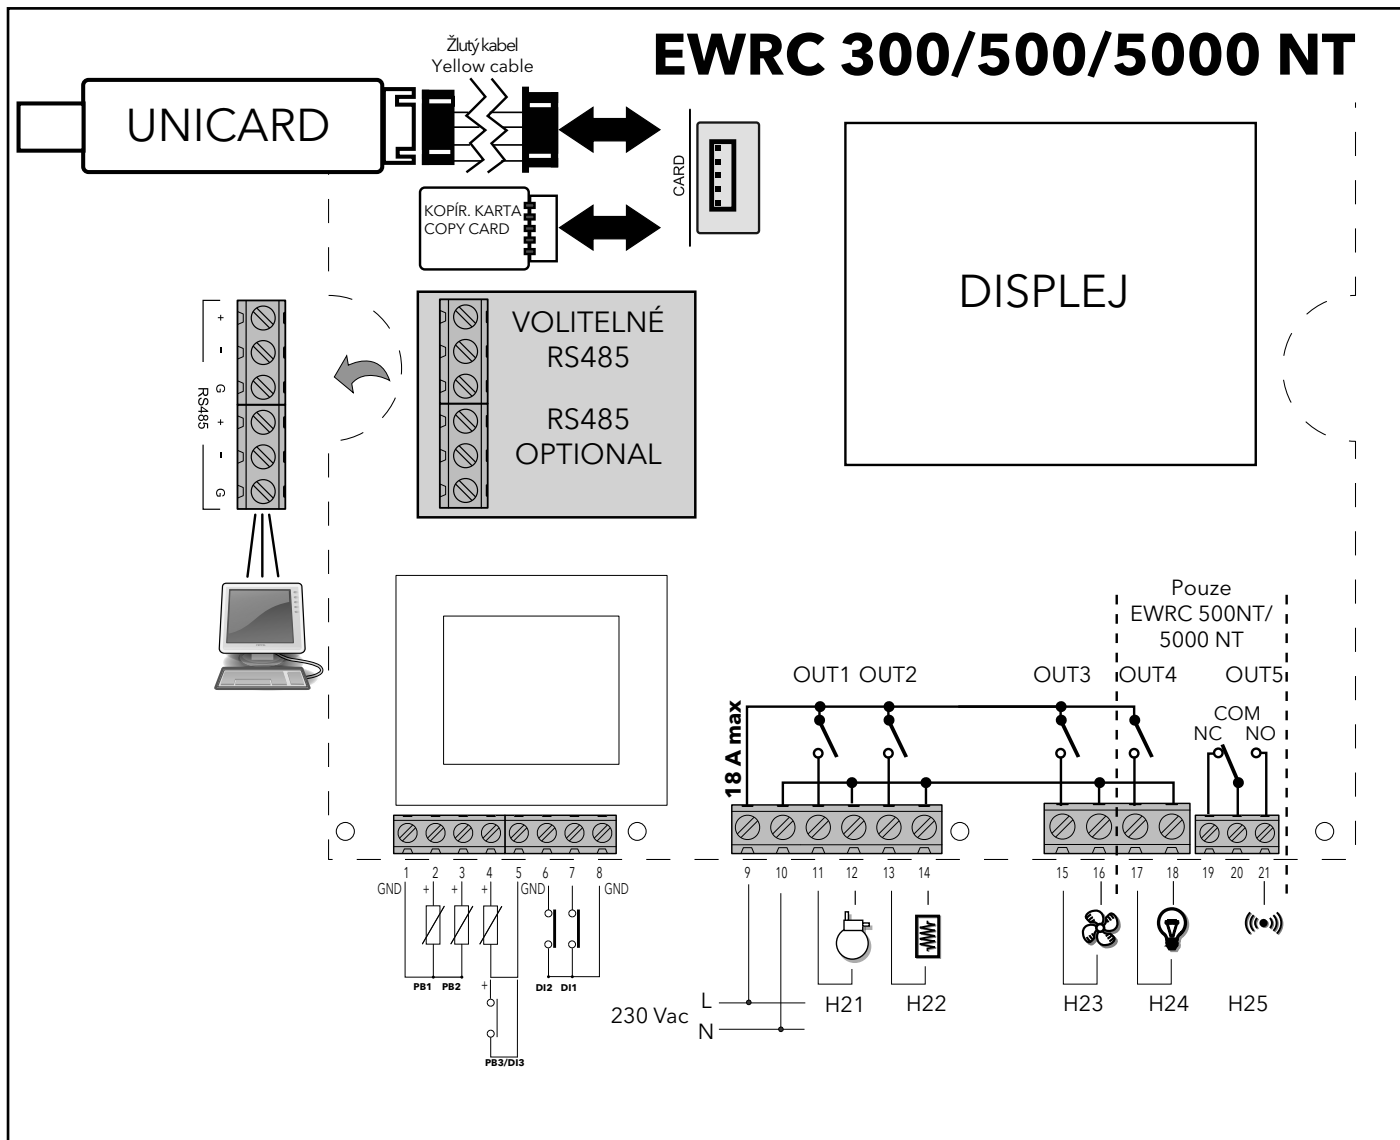 EWRC 300/500/5000 NT
Žlutý kabel
Yellow cable
UNICARD
CARD
KOPÍR. KARTA
COPY CARD
DISPLEJ
+
-
G
+
-
G
RS485
VOLITELNÉ
RS485
RS485
OPTIONAL
Pouze
EWRC 500NT/
5000 NT
OUT1 OUT2 OUT3 OUT4 OUT5
COM
NC NO
18 A max
1 2 3 4 5 6 7 8
GND + + + GND GND
9 10 11 12 13 14
15 16 17 18 19 20 21
PB1 PB2 + DI2 DI1
PB3/DI3
230 Vac
L
N
H21 H22 H23 H24 H25